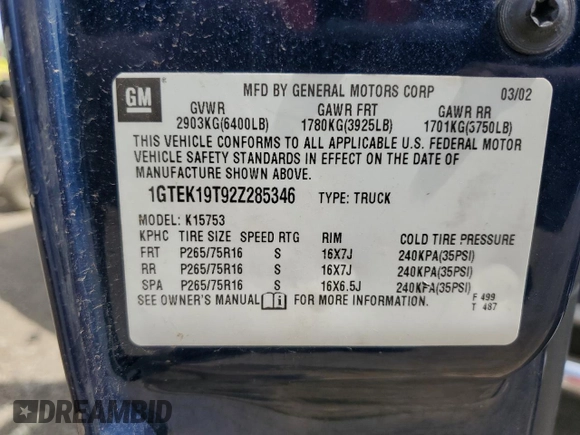 GM
MFD BY GENERAL MOTORS CORP 03/02
GVWR GAWR FRT GAWR RR
2903KG(6400LB) 1780KG(3925LB) 1701KG(3750LB)
THIS VEHICLE CONFORMS TO ALL APPLICABLE U.S. FEDERAL MOTOR
VEHICLE SAFETY STANDARDS IN EFFECT ON THE DATE OF
MANUFACTURE SHOWN ABOVE.
1GTEK19T92Z285346 TYPE: TRUCK
MODEL: K15753
KPHC TIRE SIZE SPEED RTG RIM COLD TIRE PRESSURE
FRT P265/75R16 S 16X7J 240KPA(35PSI)
RR P265/75R16 S 16X7J 240KPA(35PSI)
SPA P265/75R16 S 16X6.5J 240KPA(35PSI)
SEE OWNER'S MANUAL FOR MORE INFORMATION.
F 499
T 487
DREAMBID